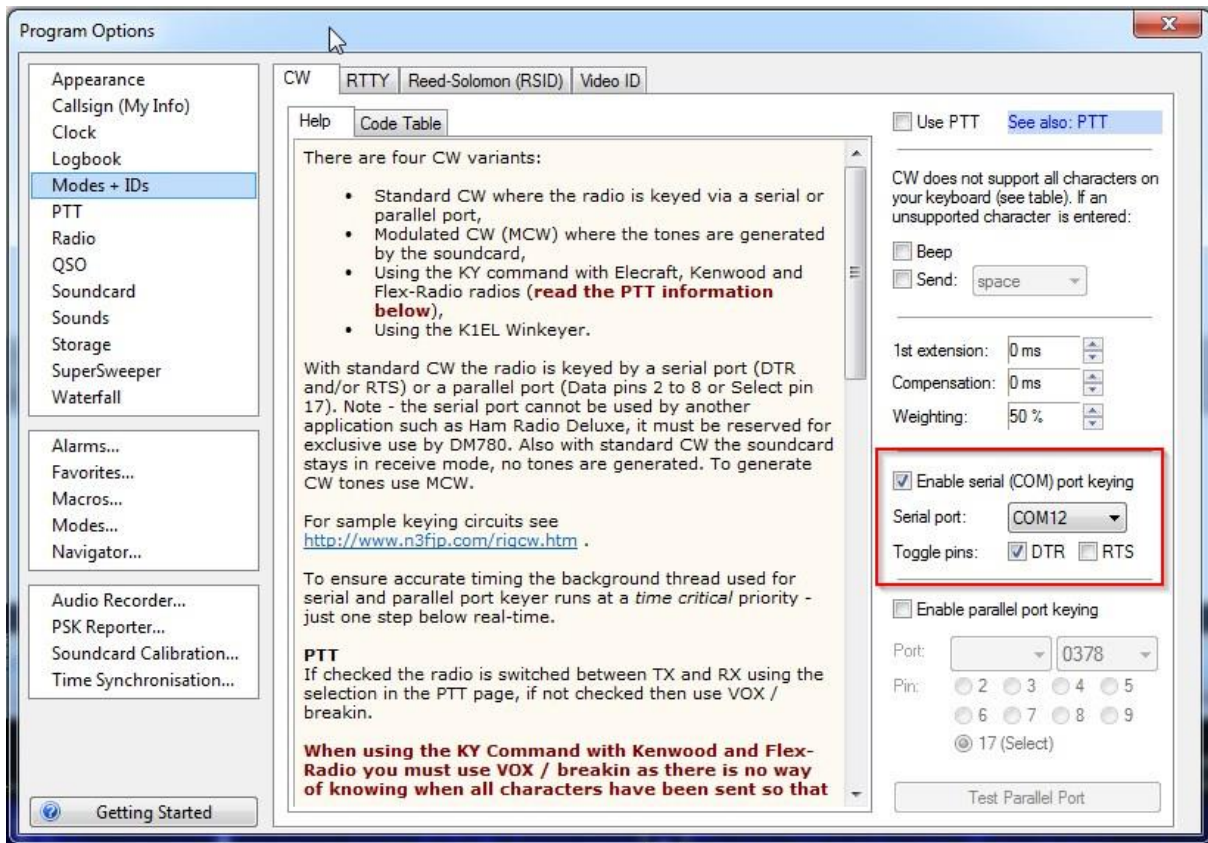 Program Options
Appearance
Callsign (My Info)
Clock
Logbook
Modes + IDs
PTT
Radio
QSO
Soundcard
Sounds
Storage
SuperSweeper
Waterfall
Alarms...
Favorites...
Macros...
Modes...
Navigator...
Audio Recorder...
PSK Reporter...
Soundcard Calibration...
Time Synchronisation...
Getting Started
CW RTTY Reed-Solomon (RSID) Video ID
Help Code Table
There are four CW variants:
• Standard CW where the radio is keyed via a serial or
parallel port,
• Modulated CW (MCW) where the tones are generated
by the soundcard,
• Using the KY command with Elecraft, Kenwood and
Flex-Radio radios (read the PTT information
below),
• Using the K1EL Winkeyer.
With standard CW the radio is keyed by a serial port (DTR
and/or RTS) or a parallel port (Data pins 2 to 8 or Select pin
17). Note - the serial port cannot be used by another
application such as Ham Radio Deluxe, it must be reserved for
exclusive use by DM780. Also with standard CW the soundcard
stays in receive mode, no tones are generated. To generate
CW tones use MCW.
For sample keying circuits see
http://www.n3fjp.com/rigcw.htm .
To ensure accurate timing the background thread used for
serial and parallel port keyer runs at a time critical priority -
just one step below real-time.
PTT
If checked the radio is switched between TX and RX using the
selection in the PTT page, if not checked then use VOX /
breakin.
When using the KY Command with Kenwood and Flex-
Radio you must use VOX / breakin as there is no way
of knowing when all characters have been sent so that
Use PTT See also: PTT
CW does not support all characters on
your keyboard (see table). If an
unsupported character is entered:
Beep
Send: space
1st extension: 0 ms
Compensation: 0 ms
Weighting: 50 %
Enable serial (COM) port keying
Serial port: COM12
Toggle pins: DTR RTS
Enable parallel port keying
Port: 0378
Pin: 2 3 4 5
6 7 8 9
17 (Select)
Test Parallel Port